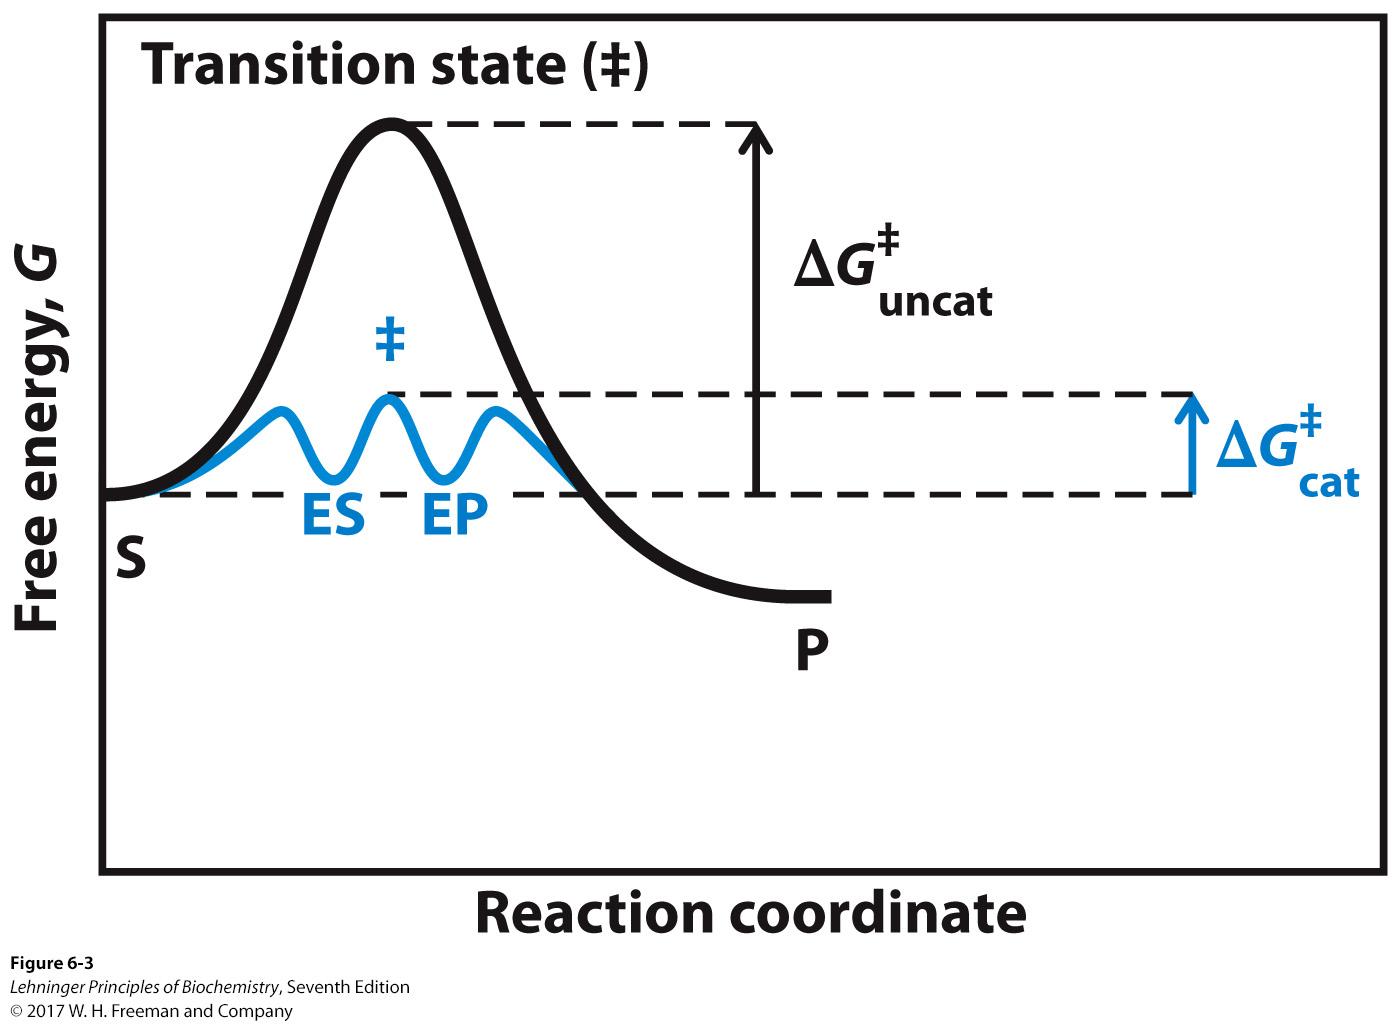 Transition state (‡)
ΔG‡uncat
‡
ΔG‡cat
ES
EP
S
P
Free energy, G
Reaction coordinate
Figure 6-3
Lehninger Principles of Biochemistry, Seventh Edition
© 2017 W. H. Freeman and Company